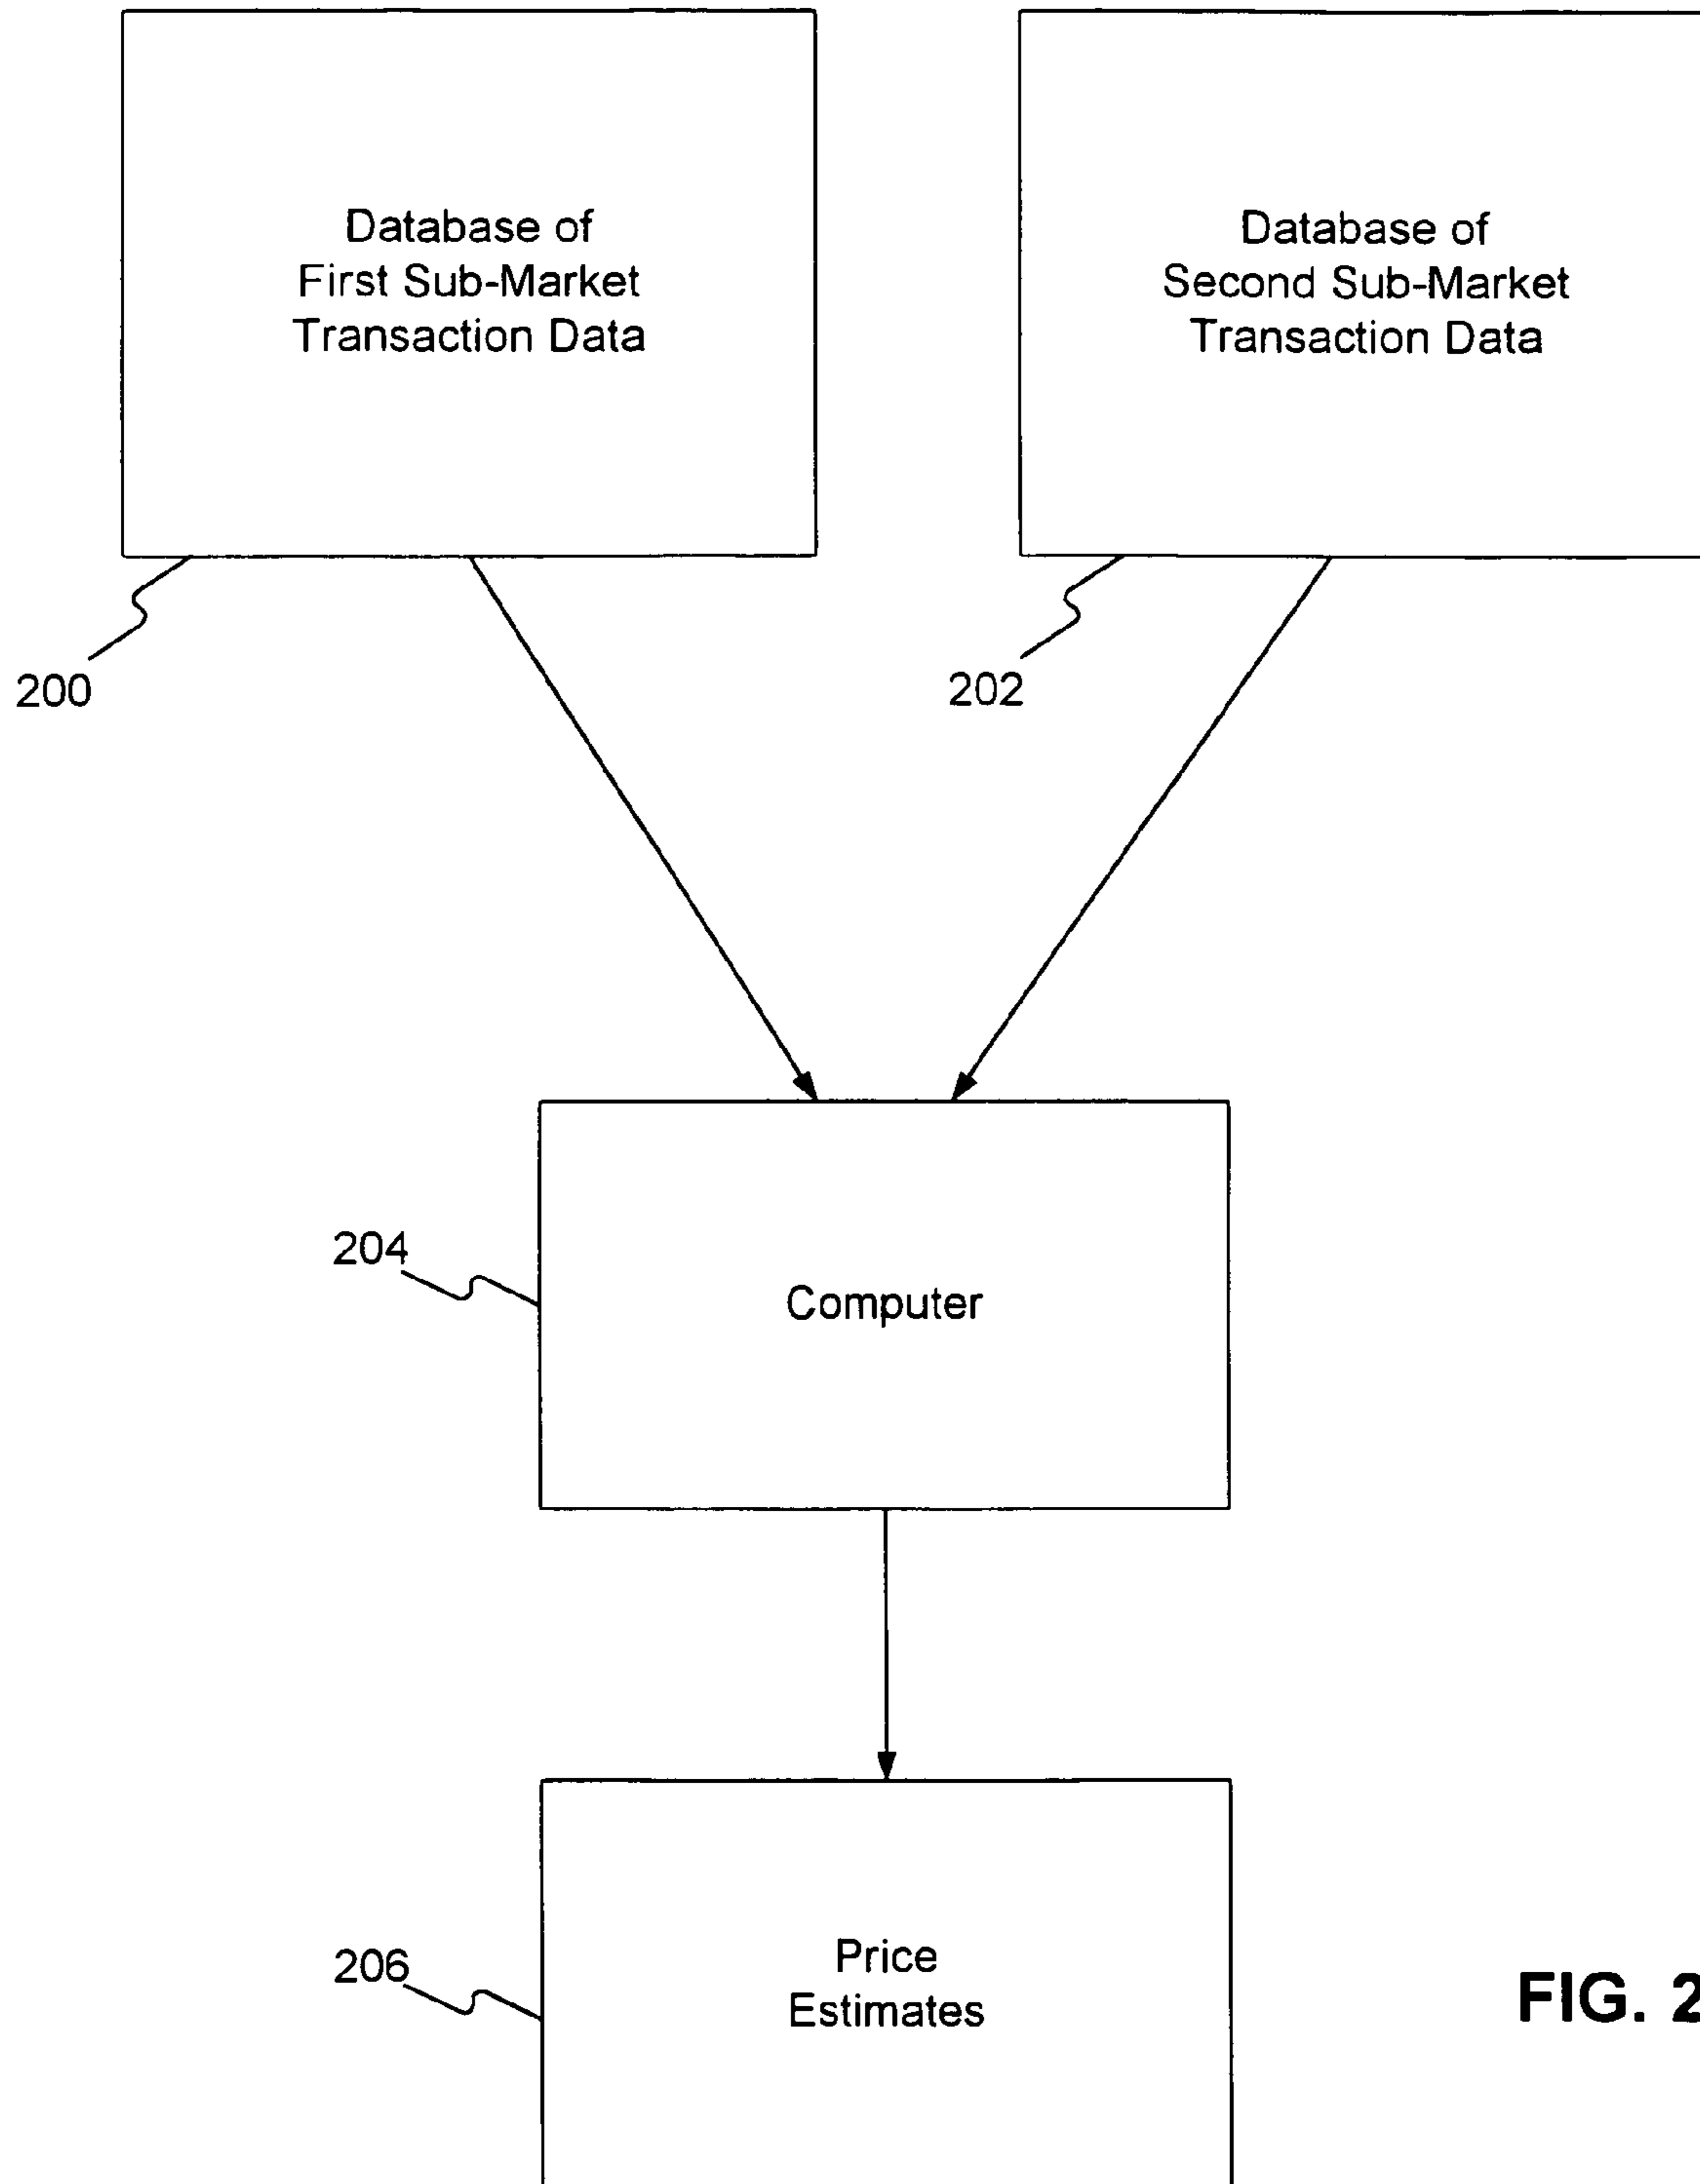 Database of
First Sub-Market
Transaction Data
Database of
Second Sub-Market
Transaction Data
200
202
204
Computer
206
Price
Estimates
FIG. 2